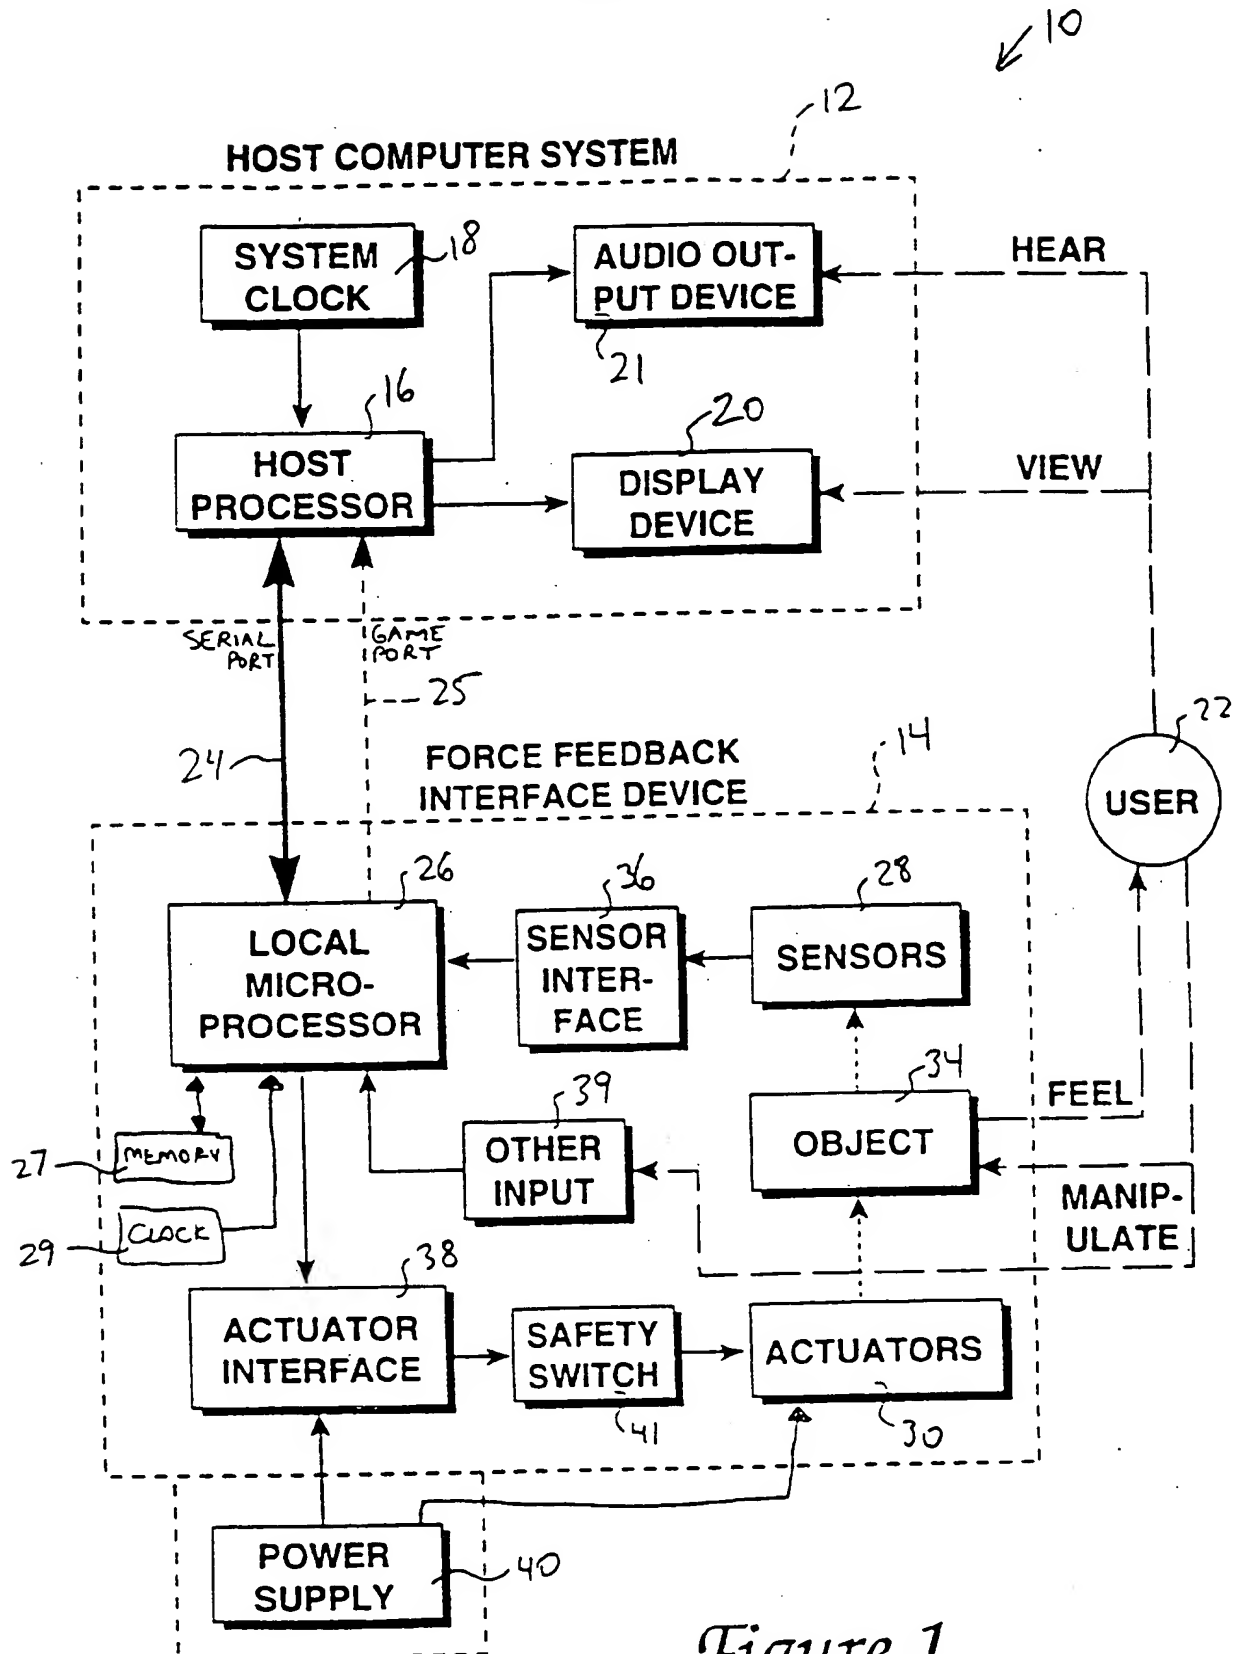 10
12
HOST COMPUTER SYSTEM
SYSTEM
CLOCK
18
AUDIO OUT-
PUT DEVICE
21
HEAR
16
HOST
PROCESSOR
20
DISPLAY
DEVICE
VIEW
SERIAL
PORT
GAME
PORT
25
24
FORCE FEEDBACK
INTERFACE DEVICE
14
22
USER
26
LOCAL
MICRO-
PROCESSOR
36
SENSOR
INTER-
FACE
28
SENSORS
34
OBJECT
FEEL
39
OTHER
INPUT
MANIP-
ULATE
27
MEMORY
29
CLOCK
38
ACTUATOR
INTERFACE
SAFETY
SWITCH
41
ACTUATORS
30
POWER
SUPPLY
40
Figure 1